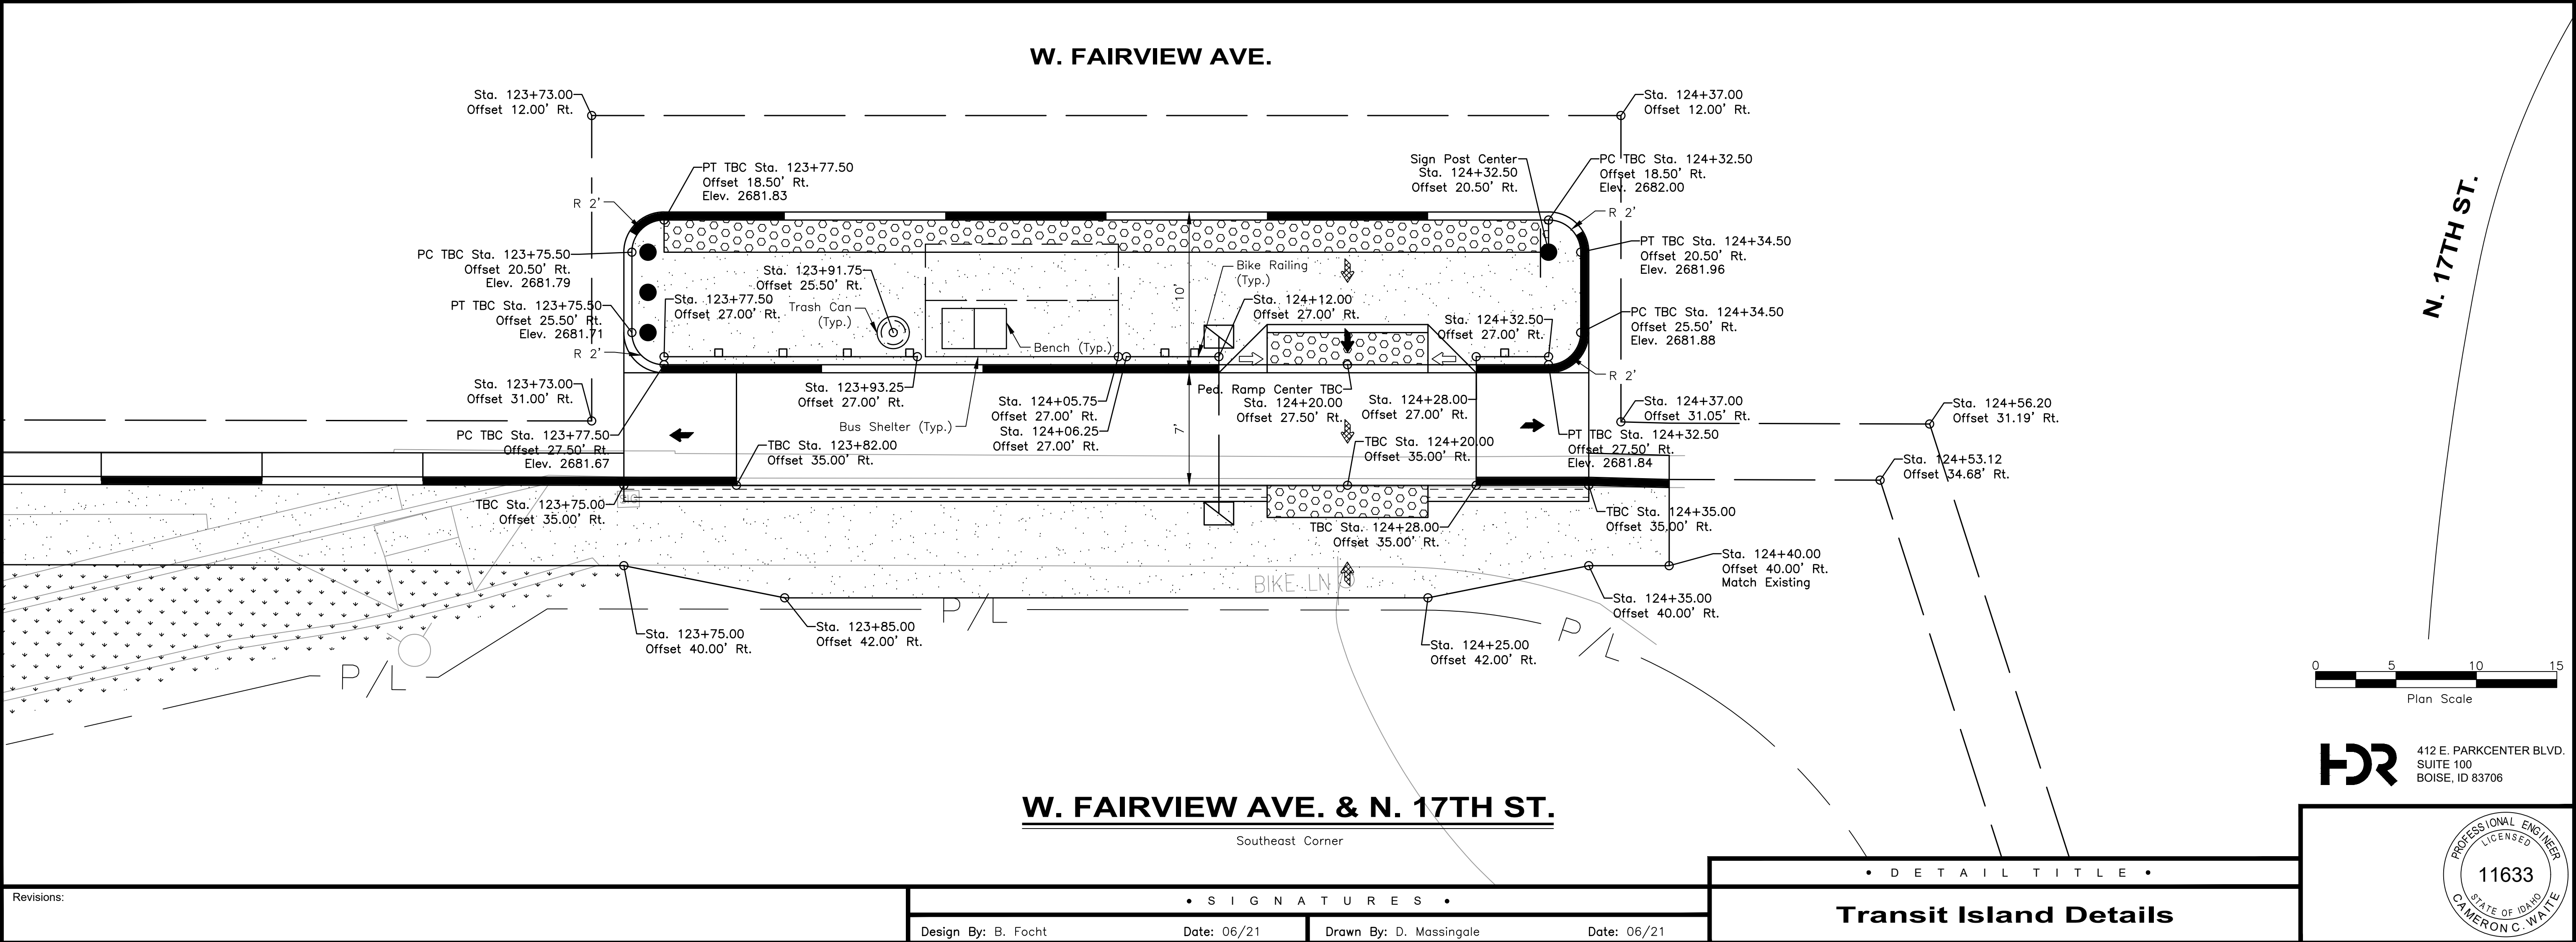 W. FAIRVIEW AVE.
Sta. 123+73.00
Offset 12.00' Rt.
Sta. 124+37.00
Offset 12.00' Rt.
PT TBC Sta. 123+77.50
Offset 18.50' Rt.
Elev. 2681.83
Sign Post Center
Sta. 124+32.50
Offset 20.50' Rt.
PC TBC Sta. 124+32.50
Offset 18.50' Rt.
Elev. 2682.00
N. 17TH ST.
R 2'
R 2'
PC TBC Sta. 123+75.50
Offset 20.50' Rt.
Elev. 2681.79
PT TBC Sta. 124+34.50
Offset 20.50' Rt.
Elev. 2681.96
Sta. 123+91.75
Offset 25.50' Rt.
Bike Railing
(Typ.)
10'
PT TBC Sta. 123+75.50
Offset 25.50' Rt.
Elev. 2681.71
Sta. 123+77.50
Offset 27.00' Rt.
Trash Can
(Typ.)
Sta. 124+12.00
Offset 27.00' Rt.
Sta. 124+32.50
Offset 27.00' Rt.
PC TBC Sta. 124+34.50
Offset 25.50' Rt.
Elev. 2681.88
R 2'
Bench (Typ.)
R 2'
Sta. 123+73.00
Offset 31.00' Rt.
Sta. 123+93.25
Offset 27.00' Rt.
Ped. Ramp Center TBC
Sta. 124+20.00
Offset 27.50' Rt.
Sta. 124+05.75
Offset 27.00' Rt.
Sta. 124+06.25
Offset 27.00' Rt.
Sta. 124+28.00
Offset 27.00' Rt.
Sta. 124+37.00
Offset 31.05' Rt.
Sta. 124+56.20
Offset 31.19' Rt.
Bus Shelter (Typ.)
7'
PC TBC Sta. 123+77.50
Offset 27.50' Rt.
Elev. 2681.67
TBC Sta. 123+82.00
Offset 35.00' Rt.
TBC Sta. 124+20.00
Offset 35.00' Rt.
PT TBC Sta. 124+32.50
Offset 27.50' Rt.
Elev. 2681.84
Sta. 124+53.12
Offset 34.68' Rt.
TBC Sta. 123+75.00
Offset 35.00' Rt.
TBC Sta. 124+28.00
Offset 35.00' Rt.
TBC Sta. 124+35.00
Offset 35.00' Rt.
Sta. 124+40.00
Offset 40.00' Rt.
Match Existing
BIKE LN
Sta. 124+35.00
Offset 40.00' Rt.
P/L
P/L
P/L
Sta. 123+75.00
Offset 40.00' Rt.
Sta. 123+85.00
Offset 42.00' Rt.
Sta. 124+25.00
Offset 42.00' Rt.
0 5 10 15
Plan Scale
HDR
412 E. PARKCENTER BLVD.
SUITE 100
BOISE, ID 83706
W. FAIRVIEW AVE. & N. 17TH ST.
Southeast Corner
PROFESSIONAL ENGINEER
LICENSED
11633
STATE OF IDAHO
CAMERON C. WAITE
• DETAIL TITLE •
Transit Island Details
Revisions:
• SIGNATURES •
Design By: B. Focht Date: 06/21
Drawn By: D. Massingale Date: 06/21